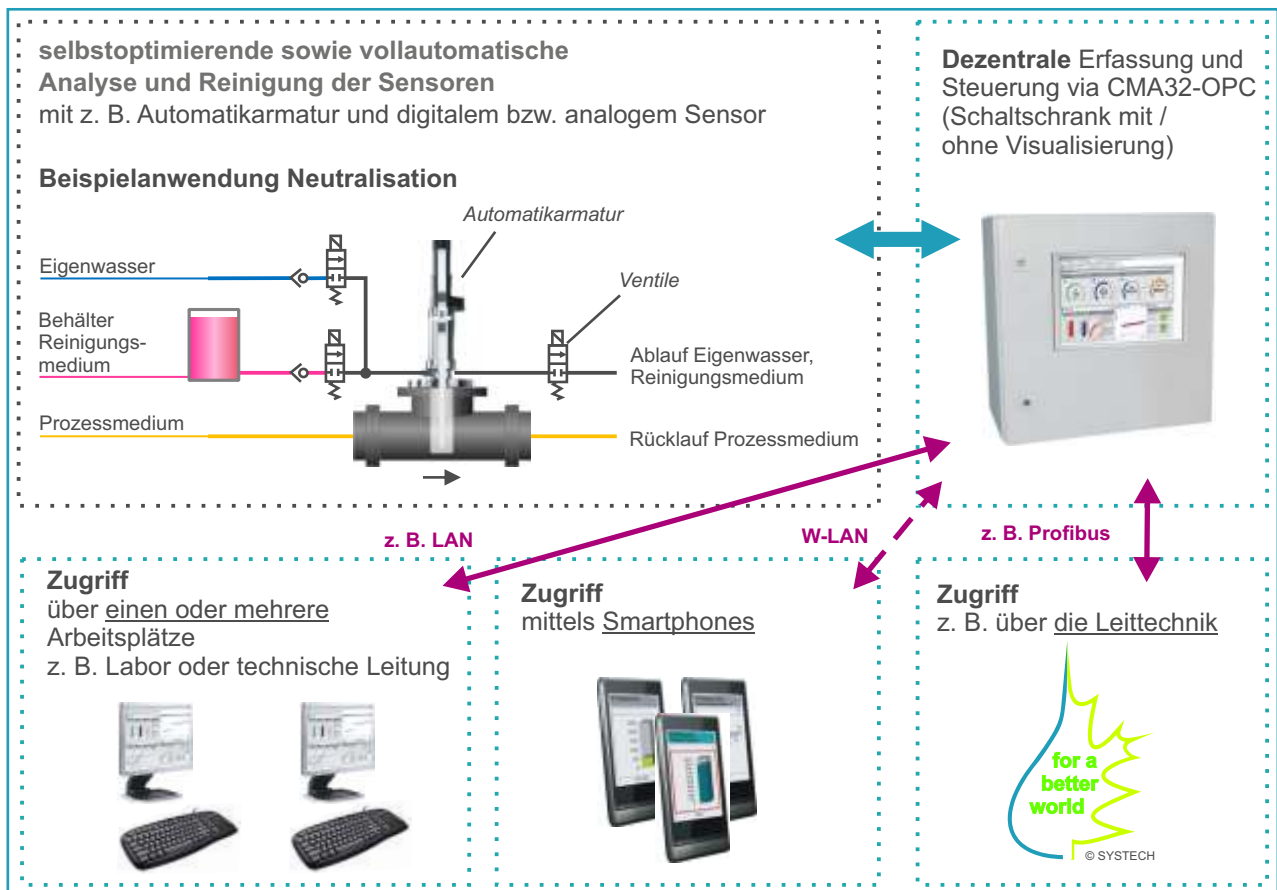 selbstoptimierende sowie vollautomatische
Analyse und Reinigung der Sensoren
mit z. B. Automatikarmatur und digitalem bzw. analogem Sensor
Beispielanwendung Neutralisation
Automatikarmatur
Eigenwasser
Ventile
Behälter
Reinigungs-
medium
Ablauf Eigenwasser,
Reinigungsmedium
Prozessmedium
Rücklauf Prozessmedium
Dezentrale Erfassung und
Steuerung via CMA32-OPC
(Schaltschrank mit /
ohne Visualisierung)
z. B. LAN
W-LAN
z. B. Profibus
Zugriff
über einen oder mehrere
Arbeitsplätze
z. B. Labor oder technische Leitung
Zugriff
mittels Smartphones
Zugriff
z. B. über die Leittechnik
for a
better
world
© SYSTECH